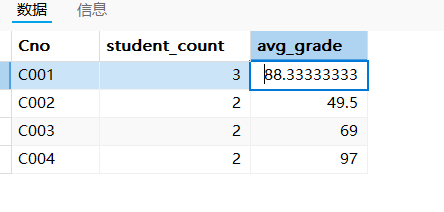 数据 信息
Cno student_count avg_grade
C001 3 88.33333333
C002 2 49.5
C003 2 69
C004 2 97